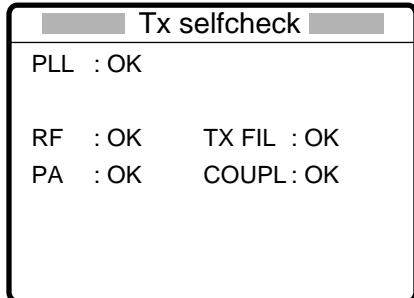 Tx selfcheck
PLL : OK
RF : OK TX FIL : OK
PA : OK COUPL : OK